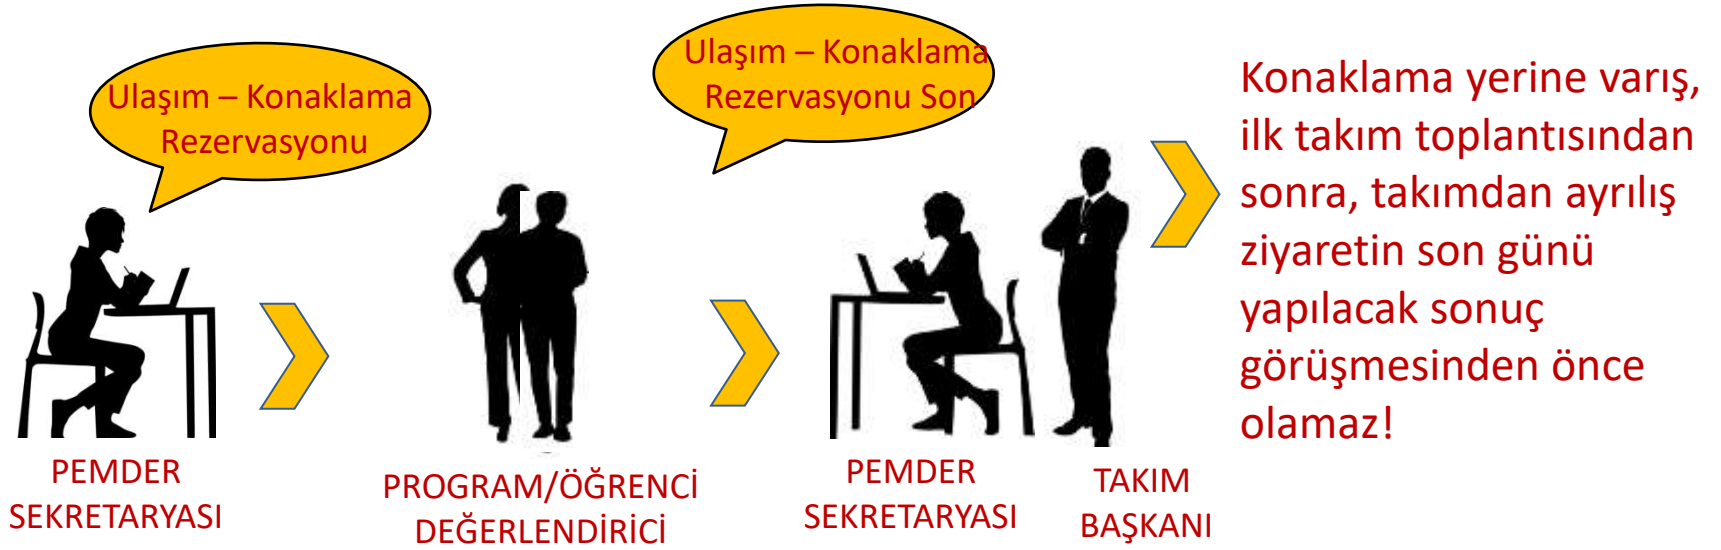 Ulaşım – Konaklama
Rezervasyonu
PEMDER
SEKRETARYASI
PROGRAM/ÖĞRENCİ
DEĞERLENDİRİCİ
Ulaşım – Konaklama
Rezervasyonu Son
PEMDER
SEKRETARYASI
TAKIM
BAŞKANI
Konaklama yerine varış,
ilk takım toplantısından
sonra, takımdan ayrılış
ziyaretin son günü
yapılacak sonuç
görüşmesinden önce
olamaz!